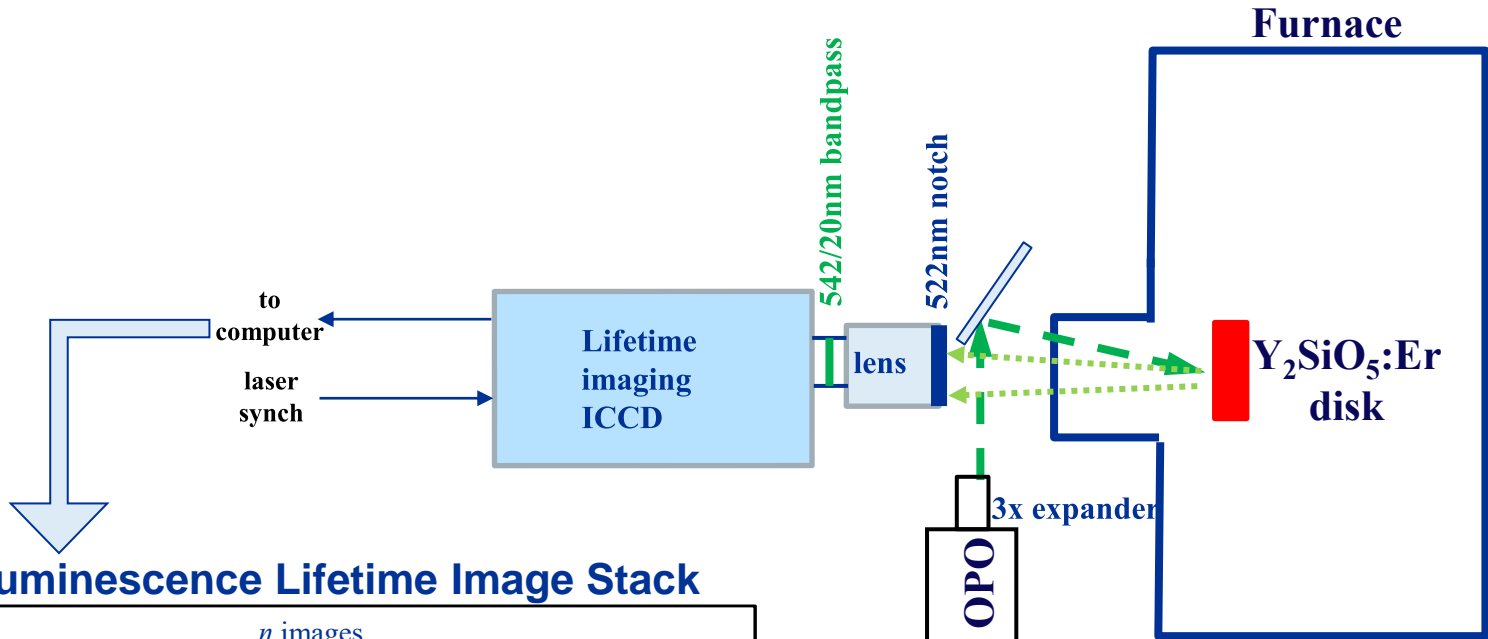 Furnace
542/20nm bandpass
522nm notch
to
computer
laser
synch
Lifetime
imaging
ICCD
lens
Y₂SiO₅:Er
disk
3x expander
OPO
uminescence Lifetime Image Stack
n images